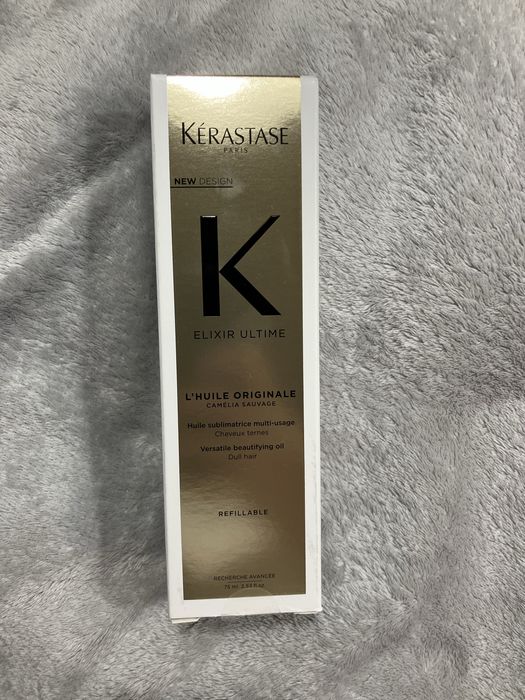 KÉRASTASE
PARIS
NEW DESIGN
K
ELIXIR ULTIME
L'HUILE ORIGINALE
CAMÉLIA SAUVAGE
Huile sublimatrice multi-usage
Cheveux ternes
Versatile beautifying oil
Dull hair
REFILLABLE
RECHERCHE AVANCÉE
75 ml 2.53 fl.oz